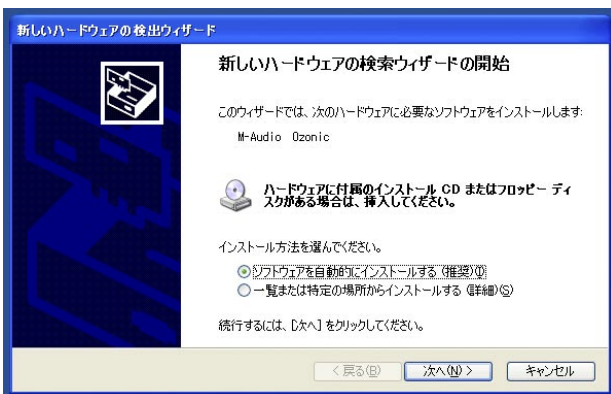 新しいハードウェアの検出ウィザード
新しいハードウェアの検索ウィザードの開始
このウィザードでは、次のハードウェアに必要なソフトウェアをインストールします:
M-Audio Ozonic
ハードウェアに付属のインストール CD またはフロッピー ディ
スクがある場合は、挿入してください。
インストール方法を選んでください。
ソフトウェアを自動的にインストールする (推奨)(I)
一覧または特定の場所からインストールする (詳細)(S)
続行するには、[次へ] をクリックしてください。
< 戻る(B)
次へ(N) >
キャンセル